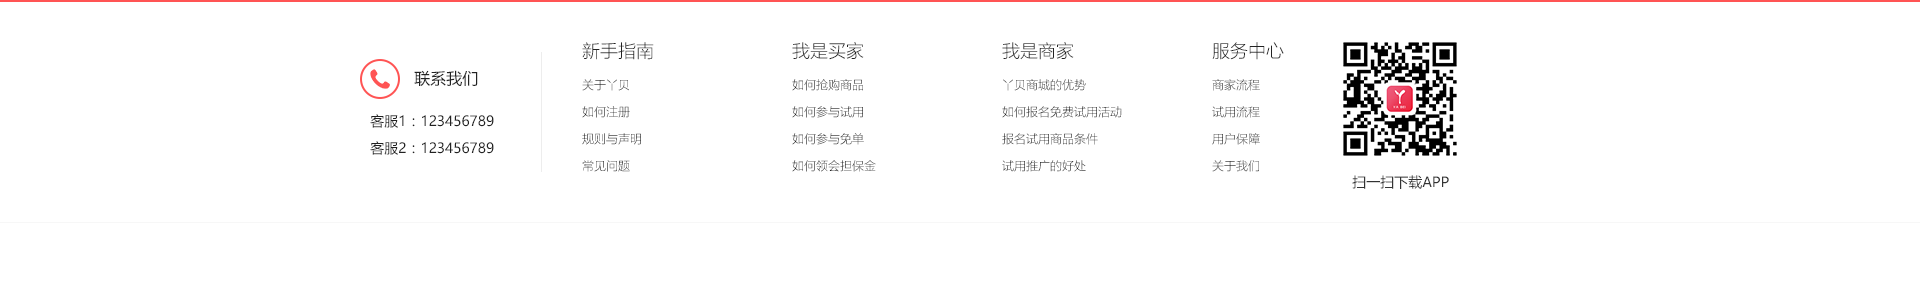 联系我们
客服1：123456789
客服2：123456789
新手指南
关于丫贝
如何注册
规则与声明
常见问题
我是买家
如何抢购商品
如何参与试用
如何参与免单
如何领会担保金
我是商家
丫贝商城的优势
如何报名免费试用活动
报名试用商品条件
试用推广的好处
服务中心
商家流程
试用流程
用户保障
关于我们
扫一扫下载APP